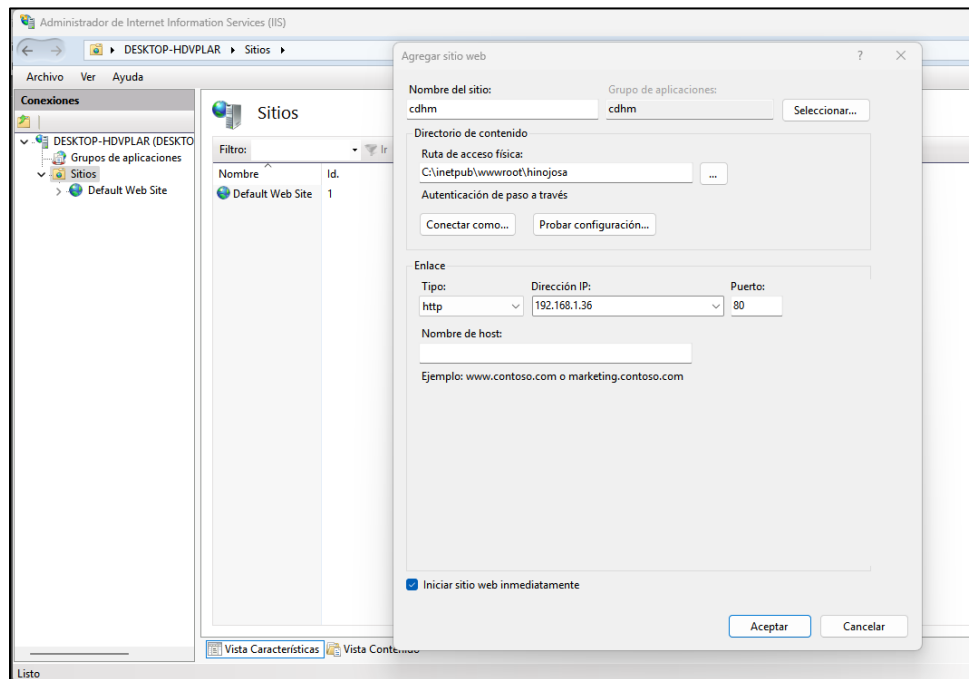 Administrador de Internet Information Services (IIS)
DESKTOP-HDVPLAR Sitios
Archivo Ver Ayuda
Conexiones
DESKTOP-HDVPLAR (DESKTO
Grupos de aplicaciones
Sitios
Default Web Site
Sitios
Filtro: Ir
Nombre Id.
Default Web Site 1
Agregar sitio web ?
Nombre del sitio: Grupo de aplicaciones:
cdhm cdhm Seleccionar...
Directorio de contenido
Ruta de acceso física:
C:\inetpub\wwwroot\hinojosa ...
Autenticación de paso a través
Conectar como... Probar configuración...
Enlace
Tipo: Dirección IP: Puerto:
http 192.168.1.36 80
Nombre de host:
Ejemplo: www.contoso.com o marketing.contoso.com
Iniciar sitio web inmediatamente
Aceptar Cancelar
Vista Características Vista Contenido
Listo